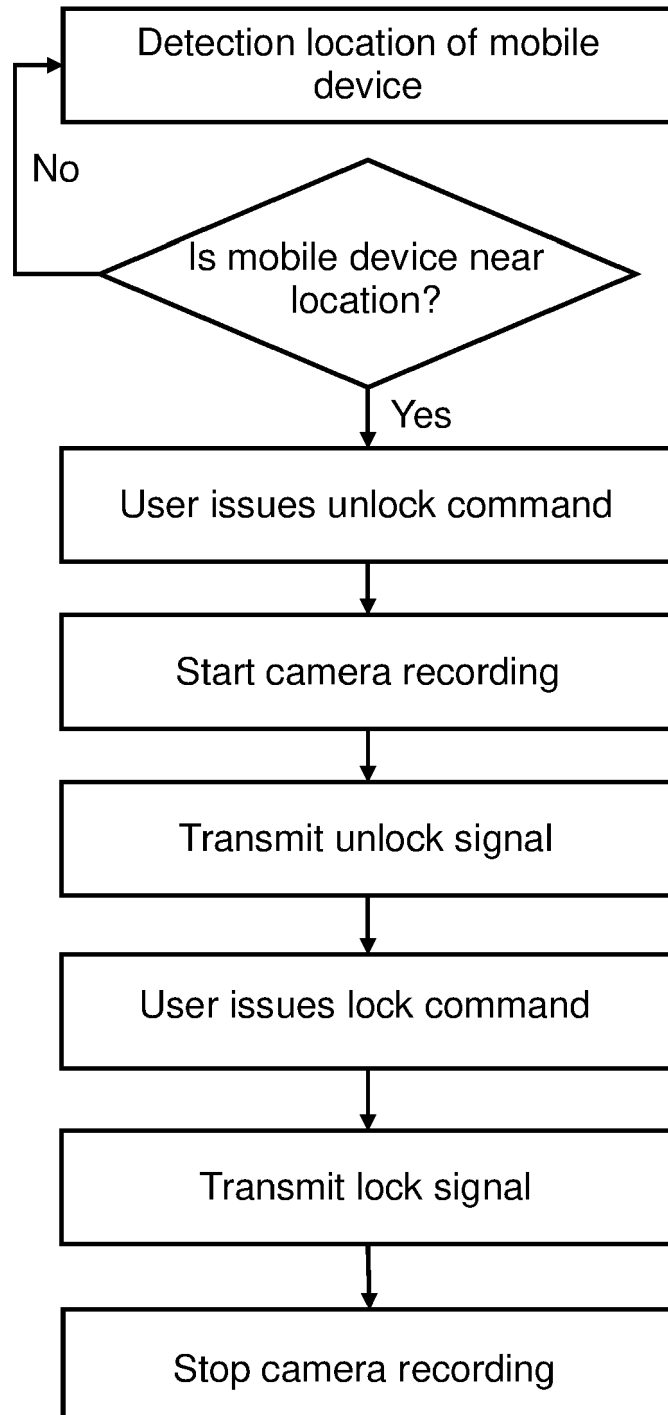 Detection location of mobile
device
No
Is mobile device near
location?
Yes
User issues unlock command
Start camera recording
Transmit unlock signal
User issues lock command
Transmit lock signal
Stop camera recording